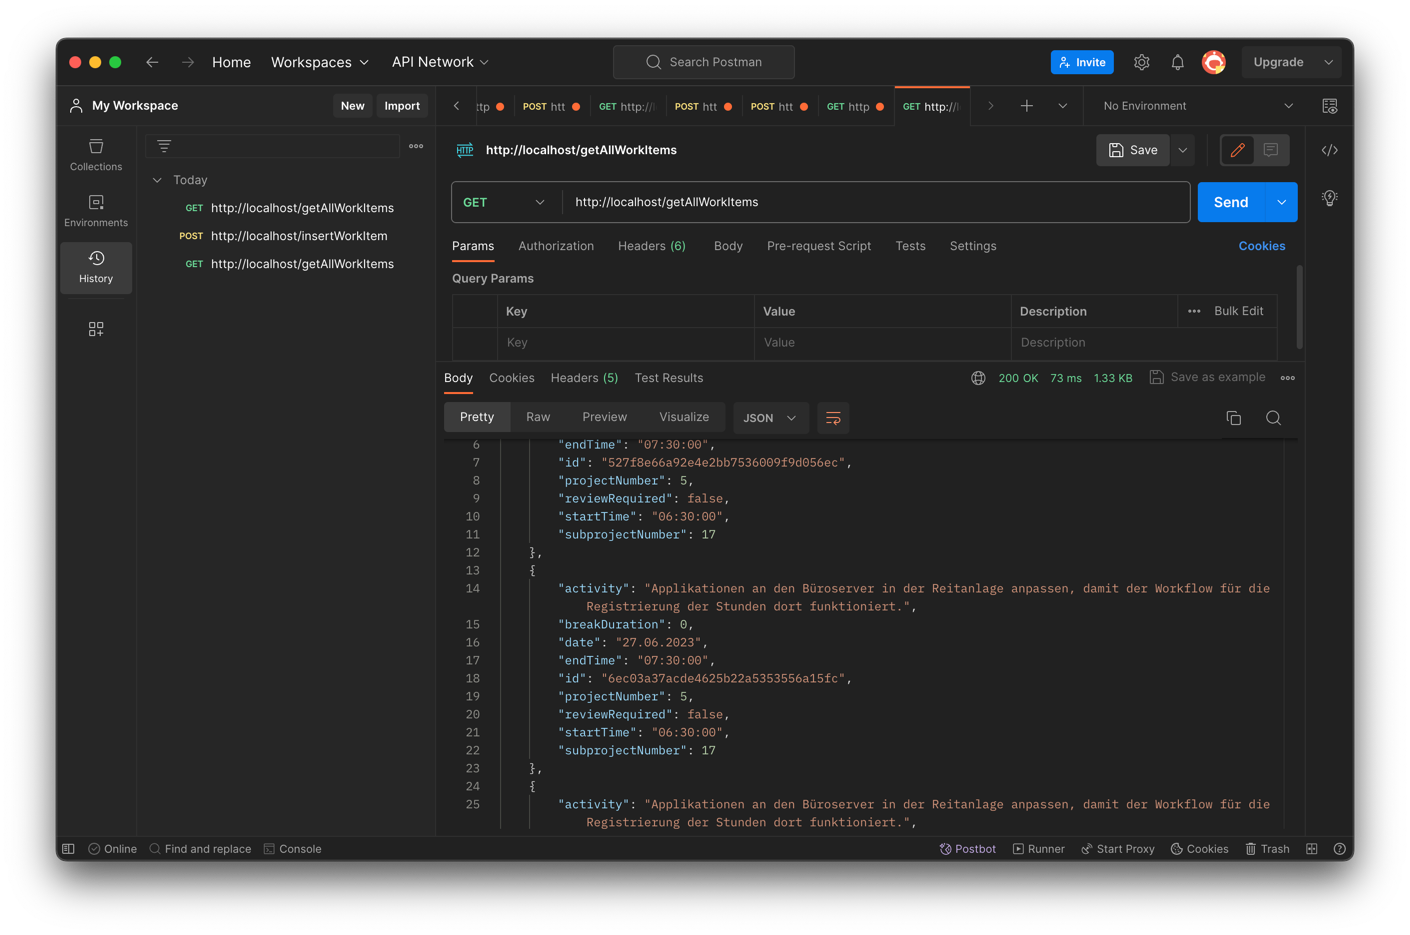 Home Workspaces API Network Search Postman Invite Upgrade
My Workspace New Import tp POST htt POST htt GET http:// POST htt POST htt GET http GET http:// No Environment
Collections
Environments
History
Today
GET http://localhost/getAllWorkItems
POST http://localhost/insertWorkItem
GET http://localhost/getAllWorkItems
HTTP http://localhost/getAllWorkItems Save
GET http://localhost/getAllWorkItems Send
Params Authorization Headers (6) Body Pre-request Script Tests Settings Cookies
Query Params
Key Value Description Bulk Edit
Key Value Description
Body Cookies Headers (5) Test Results 200 OK 73 ms 1.33 KB Save as example
Pretty Raw Preview Visualize JSON
6 "endTime": "07:30:00",
7 "id": "527f8e66a92e4e2bb7536009f9d056ec",
8 "projectNumber": 5,
9 "reviewRequired": false,
10 "startTime": "06:30:00",
11 "subprojectNumber": 17
12 },
13 {
14 "activity": "Applikationen an den Büroserver in der Reitanlage anpassen, damit der Workflow für die
Registrierung der Stunden dort funktioniert.",
15 "breakDuration": 0,
16 "date": "27.06.2023",
17 "endTime": "07:30:00",
18 "id": "6ec03a37acde4625b22a5353556a15fc",
19 "projectNumber": 5,
20 "reviewRequired": false,
21 "startTime": "06:30:00",
22 "subprojectNumber": 17
23 },
24 {
25 "activity": "Applikationen an den Büroserver in der Reitanlage anpassen, damit der Workflow für die
Registrierung der Stunden dort funktioniert.",
Online Find and replace Console Postbot Runner Start Proxy Cookies Trash